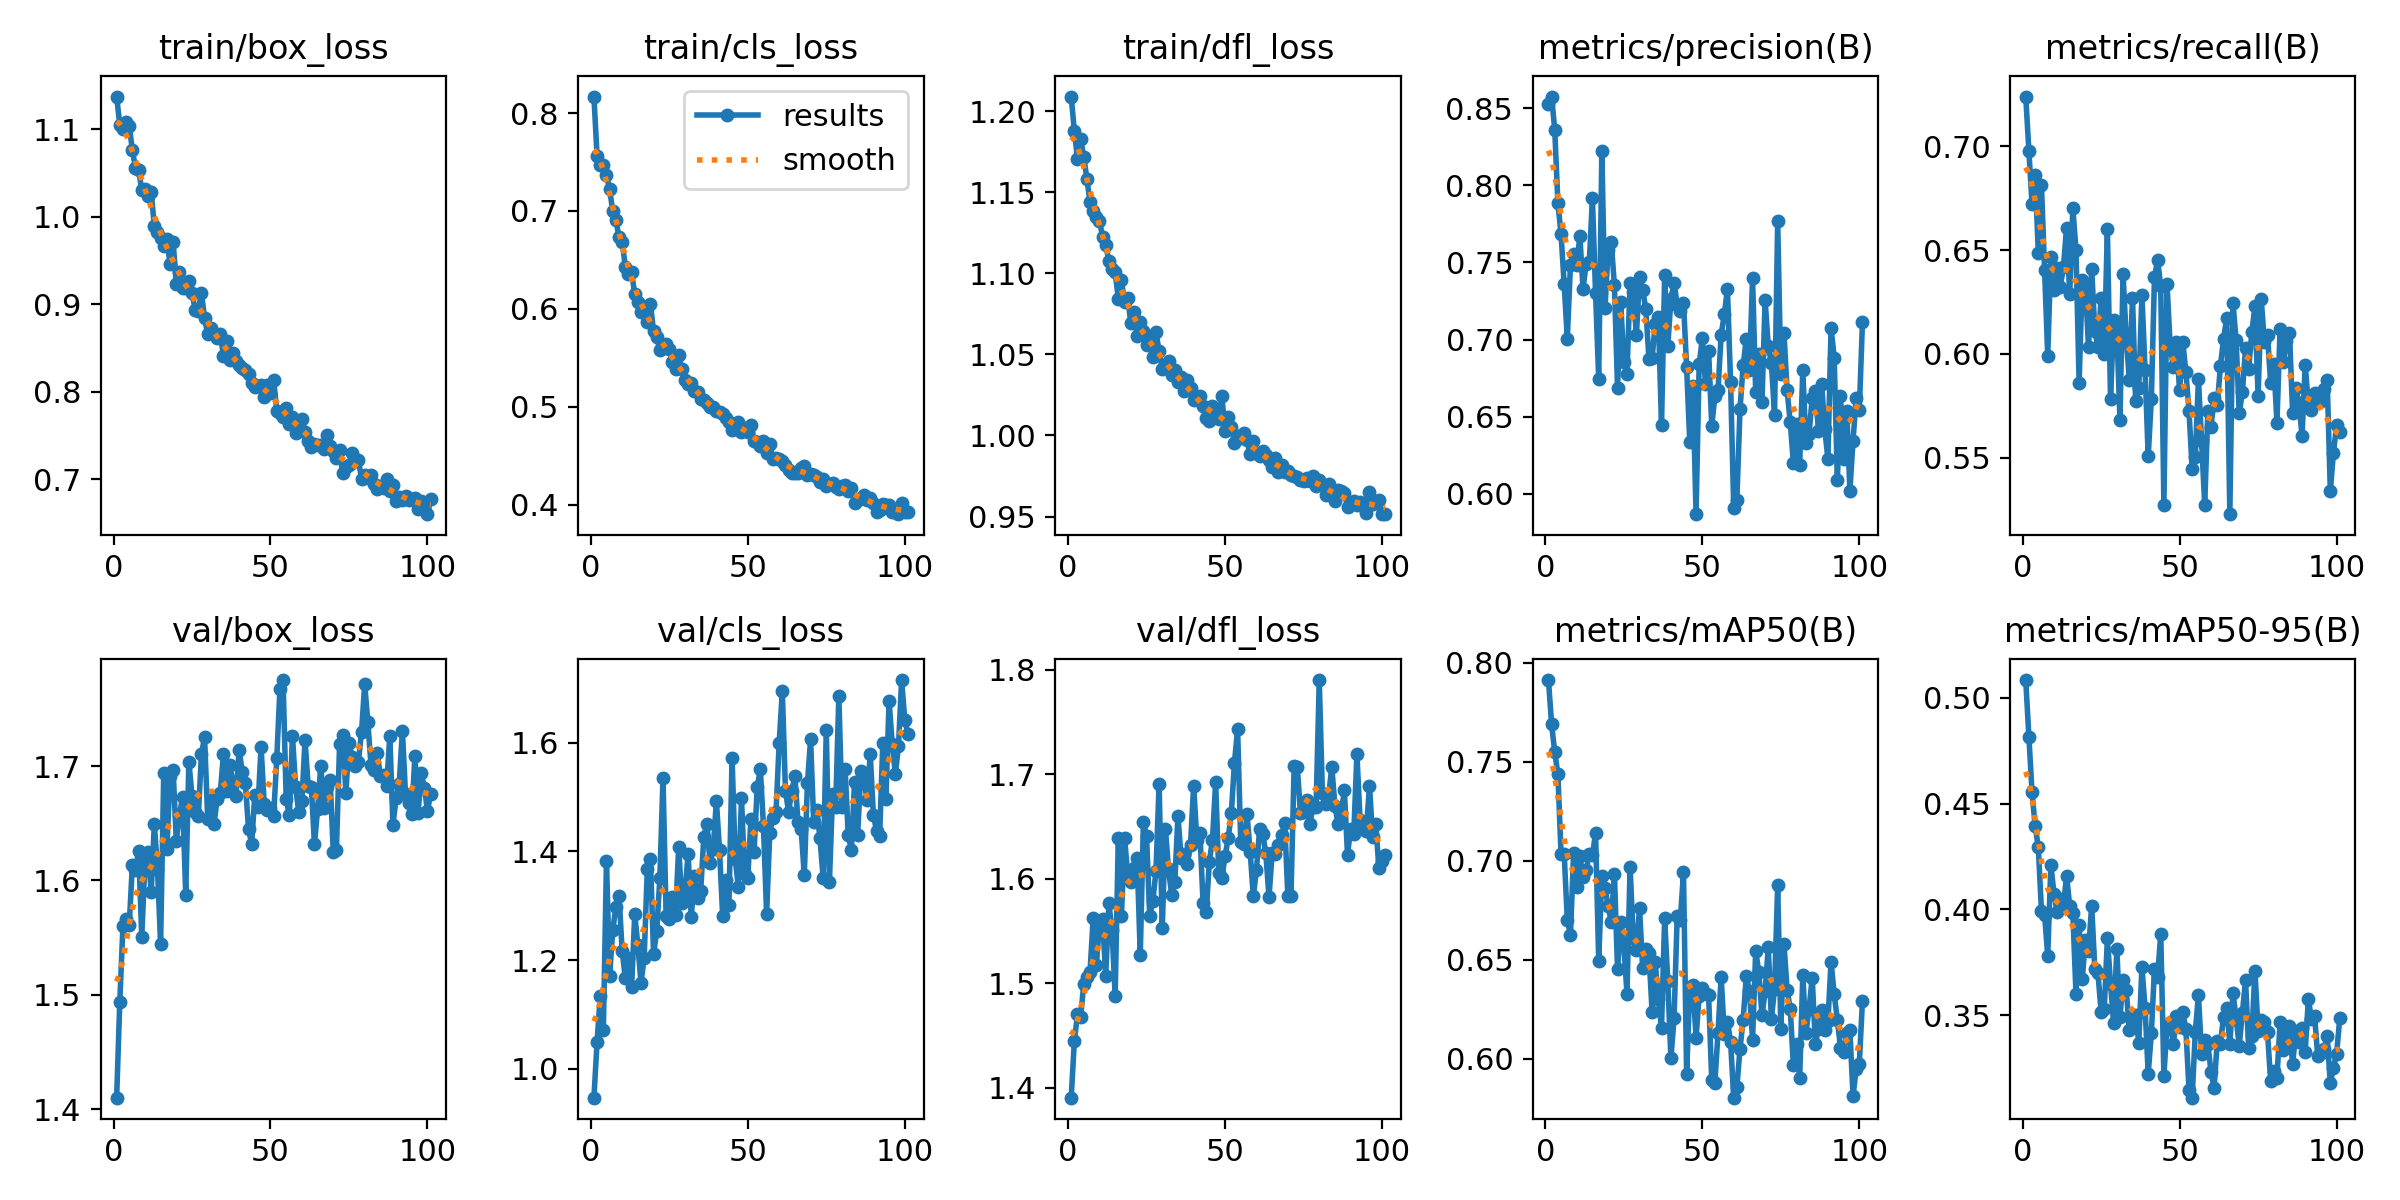 train/box_loss
1.1
1.0
0.9
0.8
0.7
0 50 100
train/cls_loss
results
smooth
0.8
0.7
0.6
0.5
0.4
0 50 100
train/dfl_loss
1.20
1.15
1.10
1.05
1.00
0.95
0 50 100
metrics/precision(B)
0.85
0.80
0.75
0.70
0.65
0.60
0 50 100
metrics/recall(B)
0.70
0.65
0.60
0.55
0 50 100
val/box_loss
1.7
1.6
1.5
1.4
0 50 100
val/cls_loss
1.6
1.4
1.2
1.0
0 50 100
val/dfl_loss
1.8
1.7
1.6
1.5
1.4
0 50 100
metrics/mAP50(B)
0.80
0.75
0.70
0.65
0.60
0 50 100
metrics/mAP50-95(B)
0.50
0.45
0.40
0.35
0 50 100